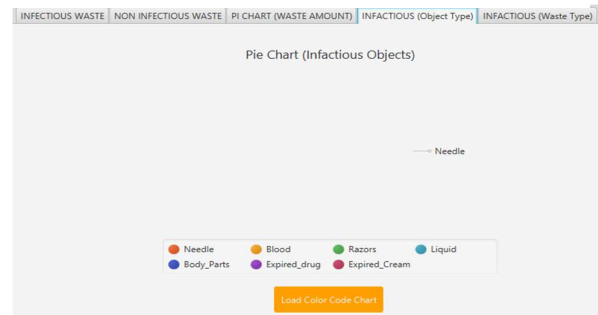 INFECTIOUS WASTE NON INFECTIOUS WASTE PI CHART (WASTE AMOUNT) INFACTIOUS (Object Type) INFACTIOUS (Waste Type)
Pie Chart (Infactious Objects)
Needle
Needle Blood Razors Liquid
Body_Parts Expired_drug Expired_Cream
Load Color Code Chart